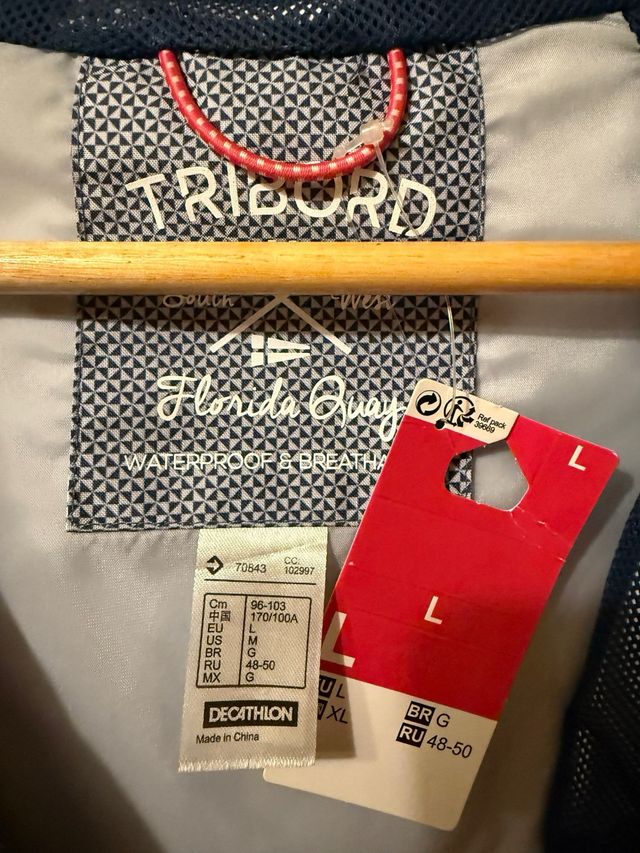 TRIBORD
South West
Florida Quay
WATERPROOF & BREATHA
Ref pack
39689
L
L
L
U L
XL
BR G
RU 48-50
70843 CC:
102997
Cm 96-103
中国 170/100A
EU L
US M
BR G
RU 48-50
MX G
DECATHLON
Made in China